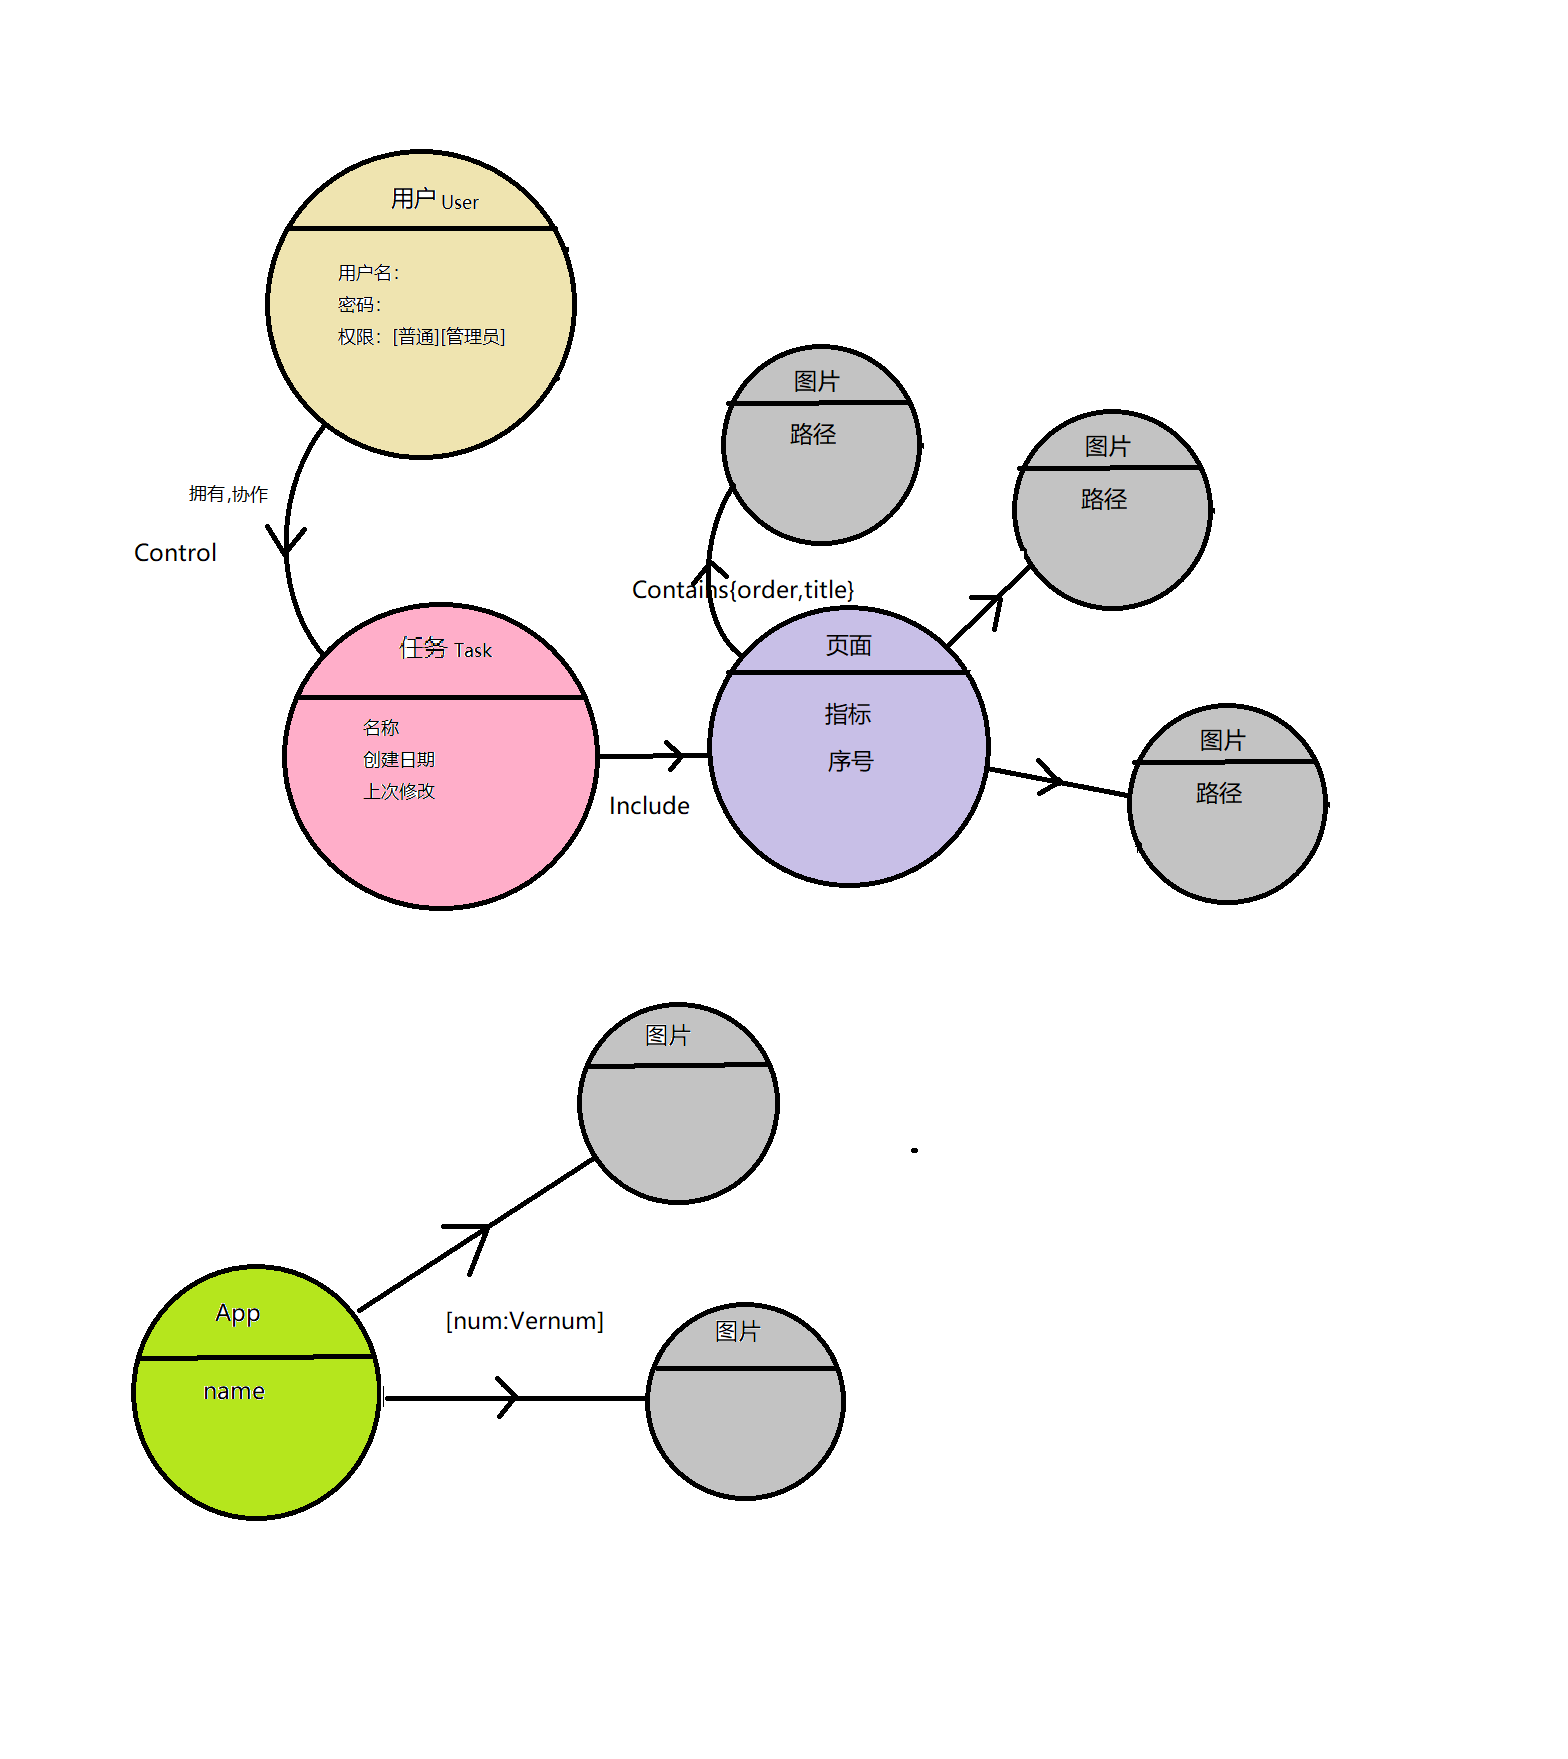 用户 User
用户名：
密码：
权限：[普通][管理员]
拥有,协作
Control
图片
路径
图片
路径
Contains{order,title}
任务 Task
名称
创建日期
上次修改
页面
指标
序号
Include
图片
路径
图片
App
name
[num:Vernum]
图片